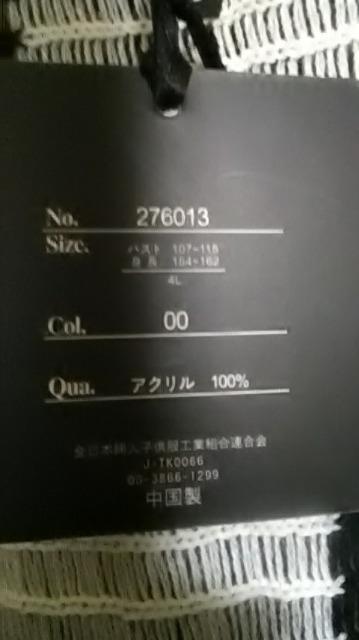 No. 276013
Size. バスト 107-115
身長 154-162
4L
Col. 00
Qua. アクリル 100%
全日本婦人子供服工業組合連合会
J-TK0066
03-3866-1299
中国製